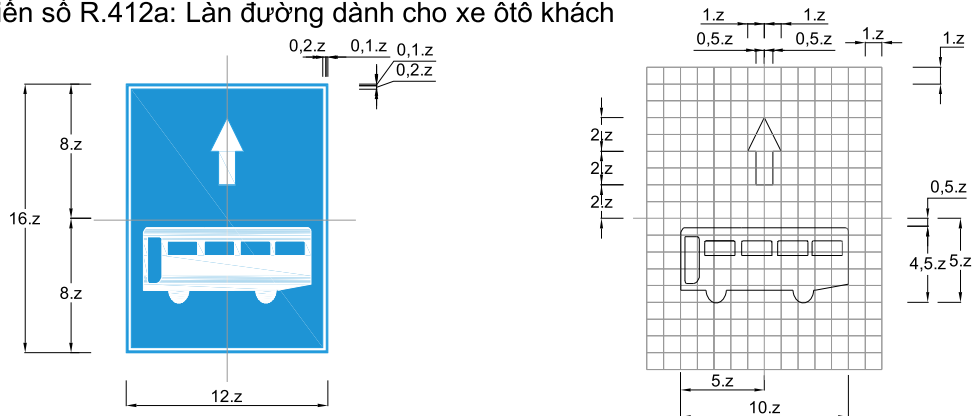 iển số R.412a: Làn đường dành cho xe ôtô khách
0,2.z
0,1.z
0,1.z
0,2.z
8.z
16.z
8.z
12.z
1.z
1.z
0,5.z
0,5.z
1.z
1.z
2.z
2.z
2.z
0,5.z
4,5.z
5.z
5.z
10.z